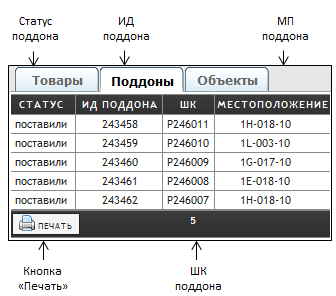 Статус поддона
ИД поддона
МП поддона
Товары Поддоны Объекты
СТАТУС ИД ПОДДОНА ШК МЕСТОПОЛОЖЕНИЕ
поставили 243458 P246011 1H-018-10
поставили 243459 P246010 1L-003-10
поставили 243460 P246009 1G-017-10
поставили 243461 P246008 1E-018-10
поставили 243462 P246007 1H-018-10
ПЕЧАТЬ 5
Кнопка «Печать»
ШК поддона